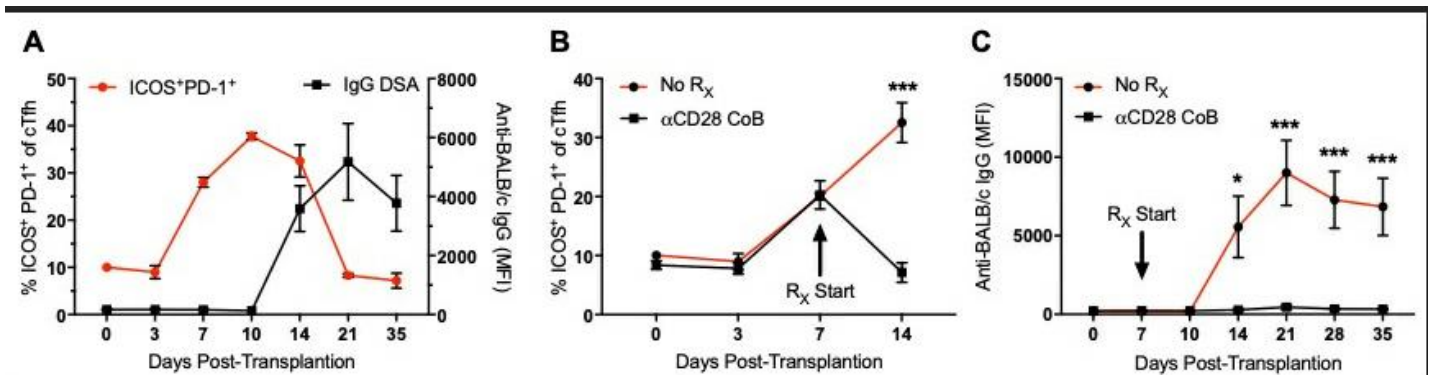 A
ICOS⁺PD-1⁺
IgG DSA
% ICOS⁺ PD-1⁺ of cTfh
50
40
30
20
10
0
8000
6000
4000
2000
0
Anti-BALB/c IgG (MFI)
0 3 7 10 14 21 35
Days Post-Transplantion
B
No Rₓ
αCD28 CoB
% ICOS⁺ PD-1⁺ of cTfh
40
30
20
10
0
***
Rₓ Start
0 3 7 14
Days Post-Transplantion
C
No Rₓ
αCD28 CoB
Anti-BALB/c IgG (MFI)
15000
10000
5000
0
Rₓ Start
* *** *** ***
0 7 10 14 21 28 35
Days Post-Transplantion